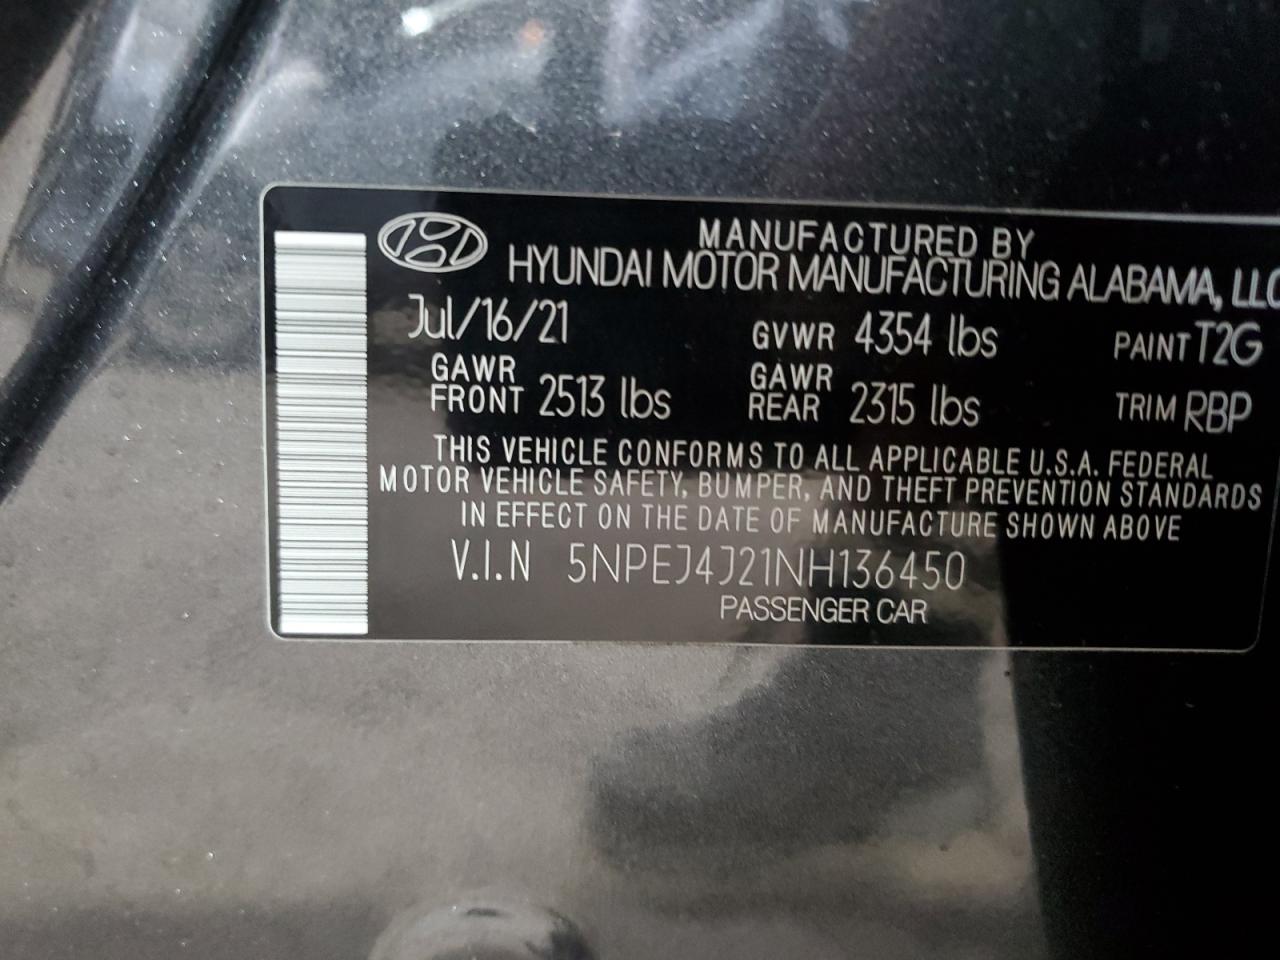 MANUFACTURED BY
HYUNDAI MOTOR MANUFACTURING ALABAMA, LLC
Jul/16/21 GVWR 4354 lbs PAINT T2G
GAWR FRONT 2513 lbs GAWR REAR 2315 lbs TRIM RBP
THIS VEHICLE CONFORMS TO ALL APPLICABLE U.S.A. FEDERAL
MOTOR VEHICLE SAFETY, BUMPER, AND THEFT PREVENTION STANDARDS
IN EFFECT ON THE DATE OF MANUFACTURE SHOWN ABOVE
V.I.N 5NPEJ4J21NH136450
PASSENGER CAR